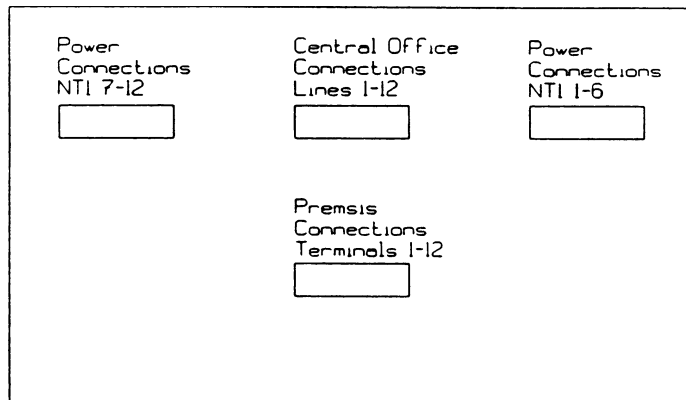 Power
Connections
NT1 7-12
Central Office
Connections
Lines 1-12
Power
Connections
NT1 1-6
Premsis
Connections
Terminals 1-12